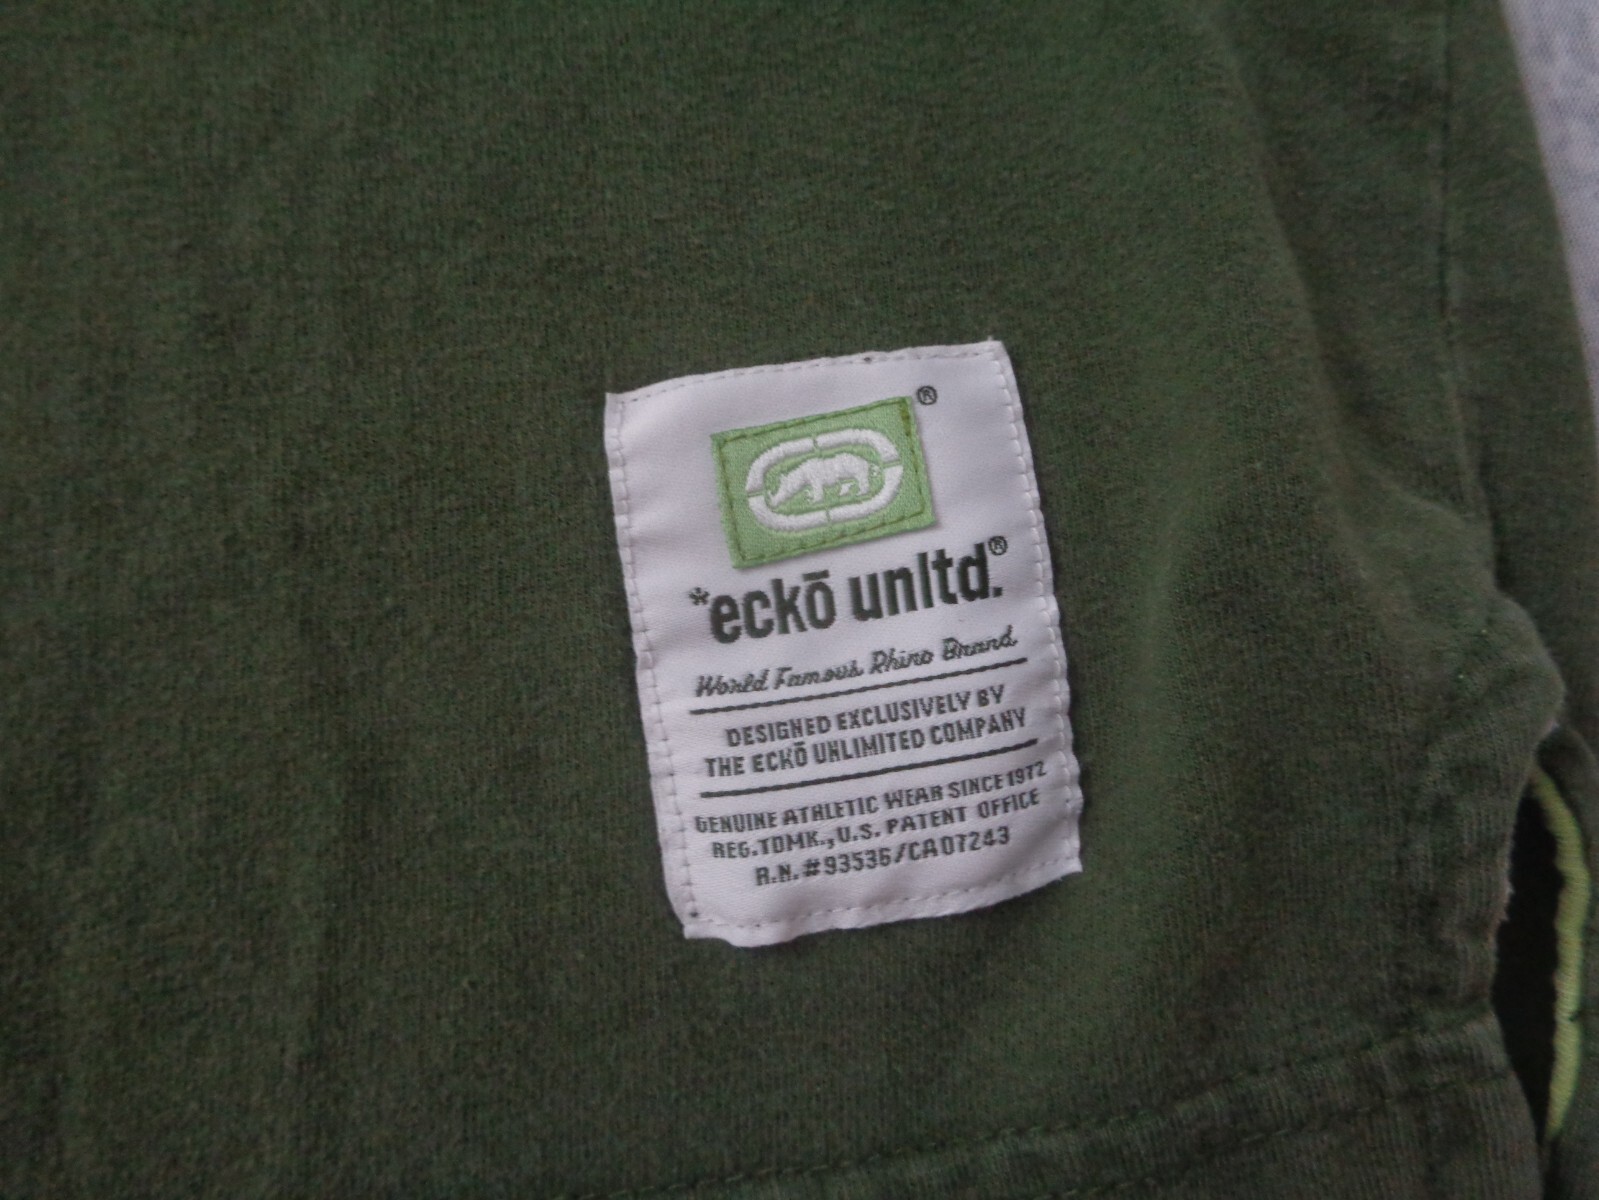 ®
*eckō unltd.®
World Famous Rhino Brand
DESIGNED EXCLUSIVELY BY
THE ECKŌ UNLIMITED COMPANY
GENUINE ATHLETIC WEAR SINCE 1972
REG. TDMK., U.S. PATENT OFFICE
R.N. #93536/CA07243